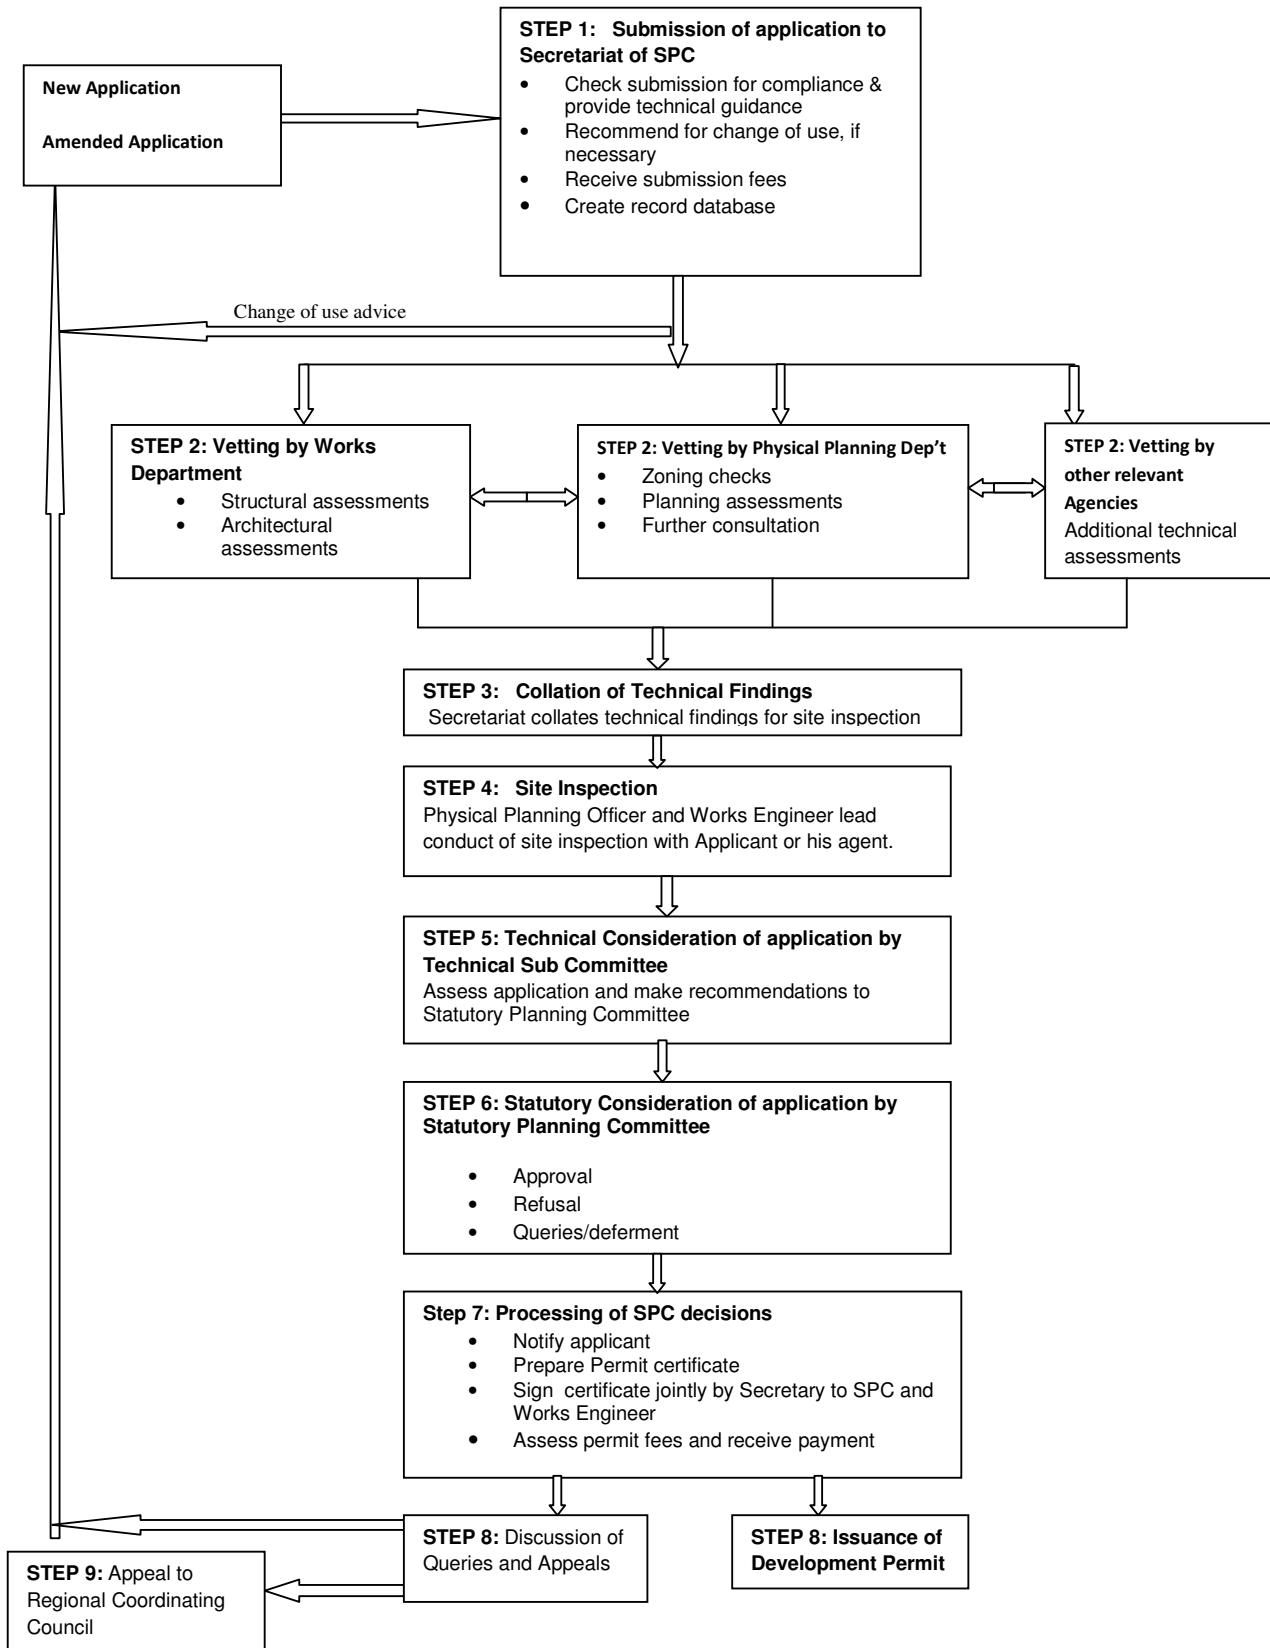 New Application
Amended Application
STEP 1: Submission of application to
Secretariat of SPC
• Check submission for compliance &
provide technical guidance
• Recommend for change of use, if
necessary
• Receive submission fees
• Create record database
Change of use advice
STEP 2: Vetting by Works
Department
• Structural assessments
• Architectural
assessments
STEP 2: Vetting by Physical Planning Dep’t
• Zoning checks
• Planning assessments
• Further consultation
STEP 2: Vetting by
other relevant
Agencies
Additional technical
assessments
STEP 3: Collation of Technical Findings
Secretariat collates technical findings for site inspection
STEP 4: Site Inspection
Physical Planning Officer and Works Engineer lead
conduct of site inspection with Applicant or his agent.
STEP 5: Technical Consideration of application by
Technical Sub Committee
Assess application and make recommendations to
Statutory Planning Committee
STEP 6: Statutory Consideration of application by
Statutory Planning Committee
• Approval
• Refusal
• Queries/deferment
Step 7: Processing of SPC decisions
• Notify applicant
• Prepare Permit certificate
• Sign certificate jointly by Secretary to SPC and
Works Engineer
• Assess permit fees and receive payment
STEP 8: Discussion of
Queries and Appeals
STEP 8: Issuance of
Development Permit
STEP 9: Appeal to
Regional Coordinating
Council